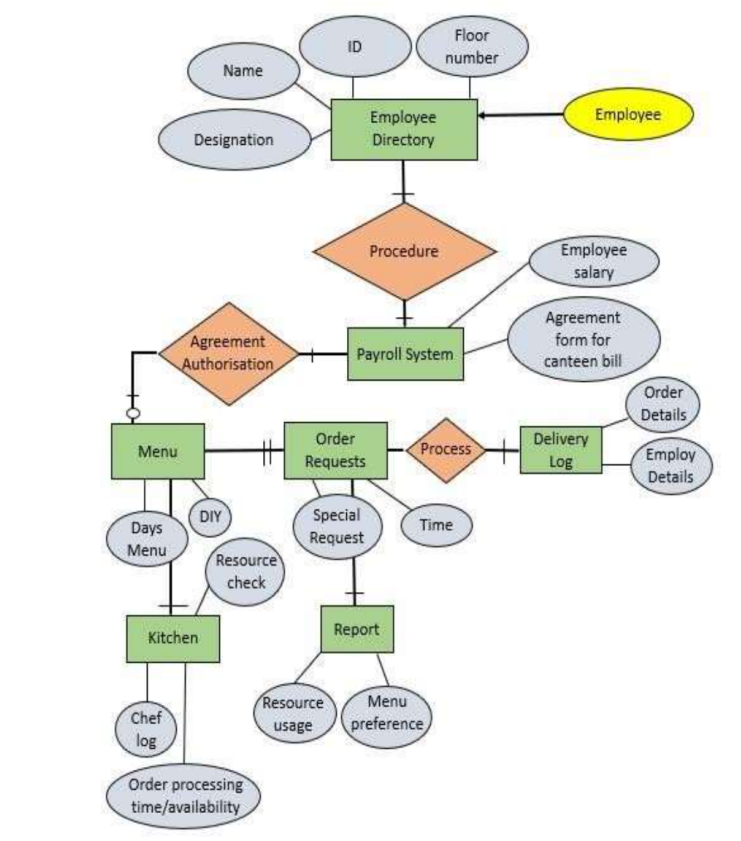 ID
Floor
number
Name
Employee
Directory
Employee
Designation
Procedure
Employee
salary
Agreement
Authorisation
Payroll System
Agreement
form for
canteen bill
Order
Details
Menu
Order
Requests
Process
Delivery
Log
Employ
Details
Days
Menu
DIY
Special
Request
Time
Resource
check
Kitchen
Report
Resource
usage
Menu
preference
Chef
log
Order processing
time/availability